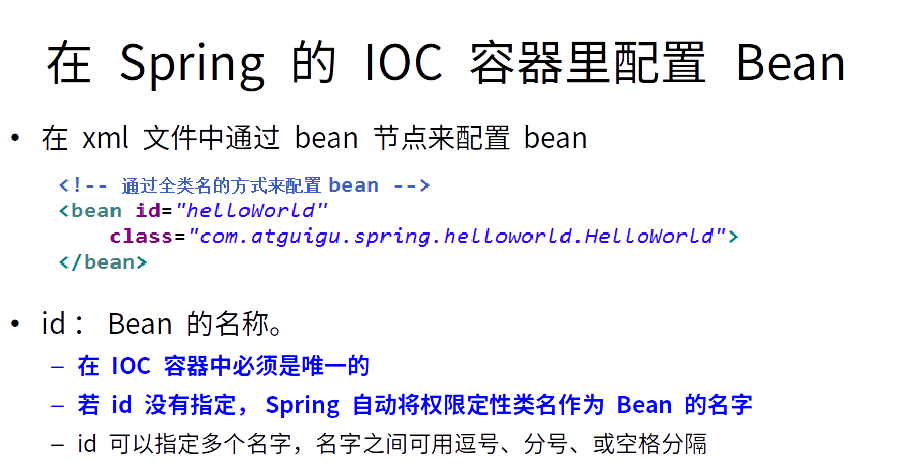 在 Spring 的 IOC 容器里配置 Bean
• 在 xml 文件中通过 bean 节点来配置 bean
<!-- 通过全类名的方式来配置 bean -->
<bean id="helloWorld"
class="com.atguigu.spring.helloworld.HelloWorld">
</bean>
• id： Bean 的名称。
– 在 IOC 容器中必须是唯一的
– 若 id 没有指定， Spring 自动将权限定性类名作为 Bean 的名字
– id 可以指定多个名字，名字之间可用逗号、分号、或空格分隔